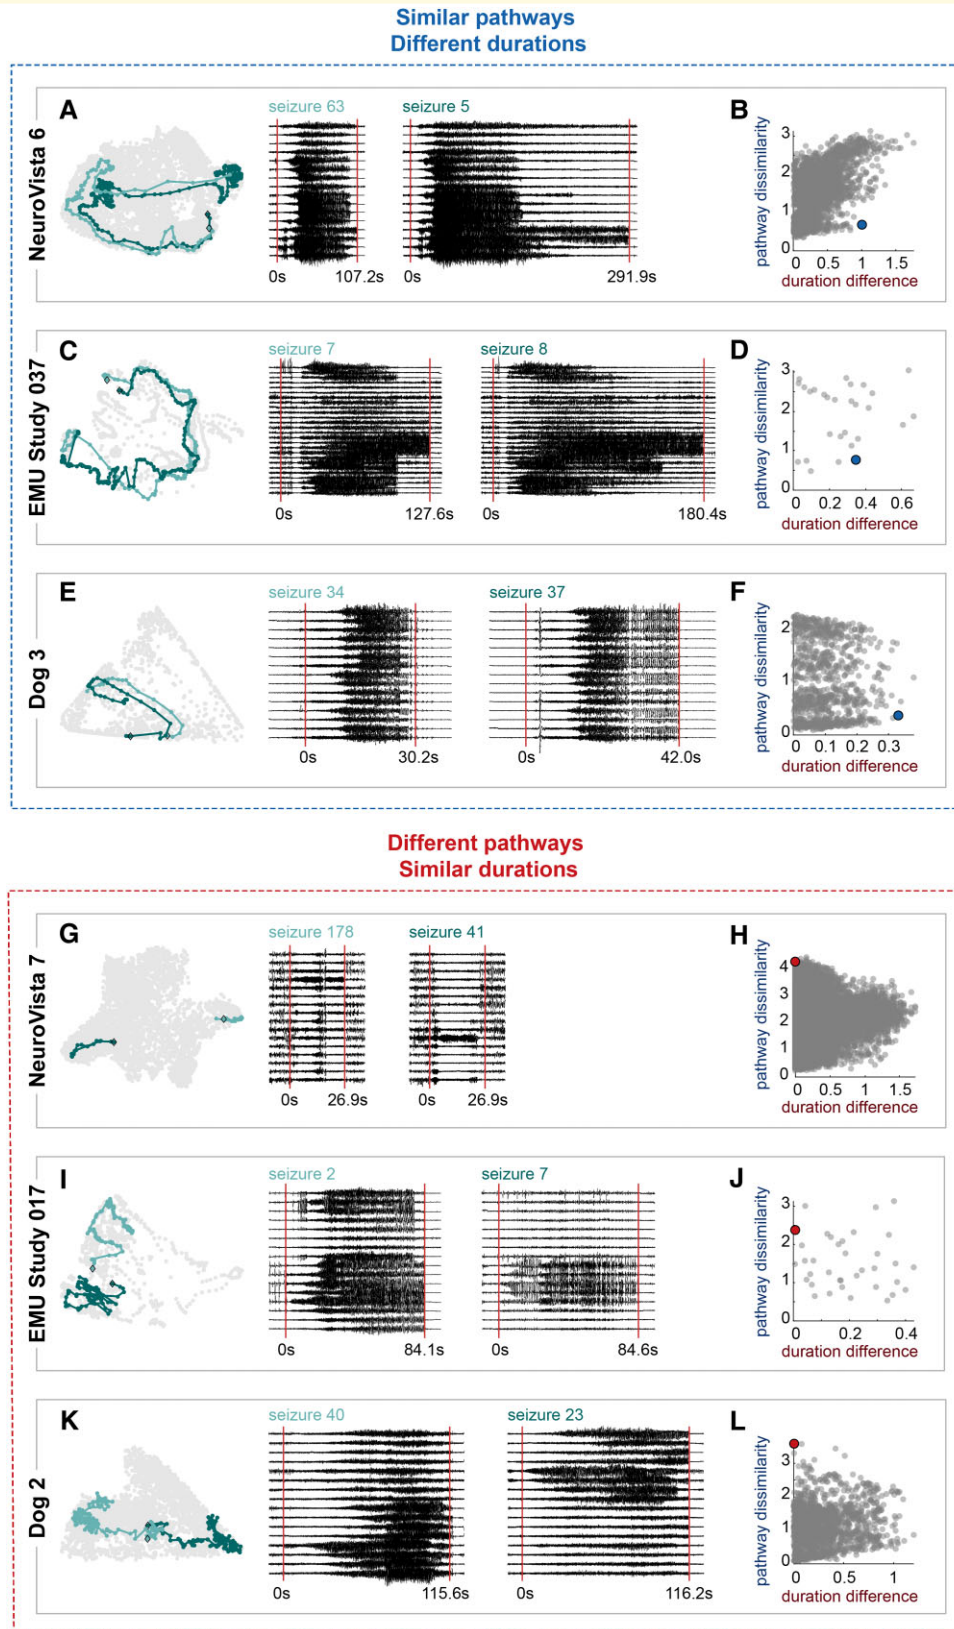 Similar pathways
Different durations
NeuroVista 6
A
seizure 63
seizure 5
0s
107.2s
0s
291.9s
B
pathway dissimilarity
3
2
1
0
0
0.5
1
1.5
duration difference
EMU Study 037
C
seizure 7
seizure 8
0s
127.6s
0s
180.4s
D
pathway dissimilarity
3
2
1
0
0
0.2
0.4
0.6
duration difference
Dog 3
E
seizure 34
seizure 37
0s
30.2s
0s
42.0s
F
pathway dissimilarity
2
1
0
0
0.1
0.2
0.3
duration difference
Different pathways
Similar durations
NeuroVista 7
G
seizure 178
seizure 41
0s
26.9s
0s
26.9s
H
pathway dissimilarity
4
3
2
1
0
0
0.5
1
1.5
duration difference
EMU Study 017
I
seizure 2
seizure 7
0s
84.1s
0s
84.6s
J
pathway dissimilarity
3
2
1
0
0
0.2
0.4
duration difference
Dog 2
K
seizure 40
seizure 23
0s
115.6s
0s
116.2s
L
pathway dissimilarity
3
2
1
0
0
0.5
1
duration difference